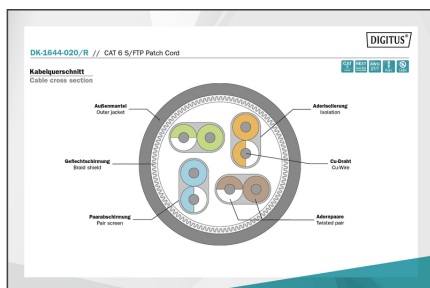 DIGITUS®
DK-1644-020/R // CAT 6 S/FTP Patch Cord
Kabelquerschnitt
Cable cross section
Außenmantel
Outer jacket
Aderisolierung
Isolation
Geflechtschirmung
Braid shield
Cu-Draht
Cu-Wire
Paarabschirmung
Pair screen
Adernpaare
Twisted pair